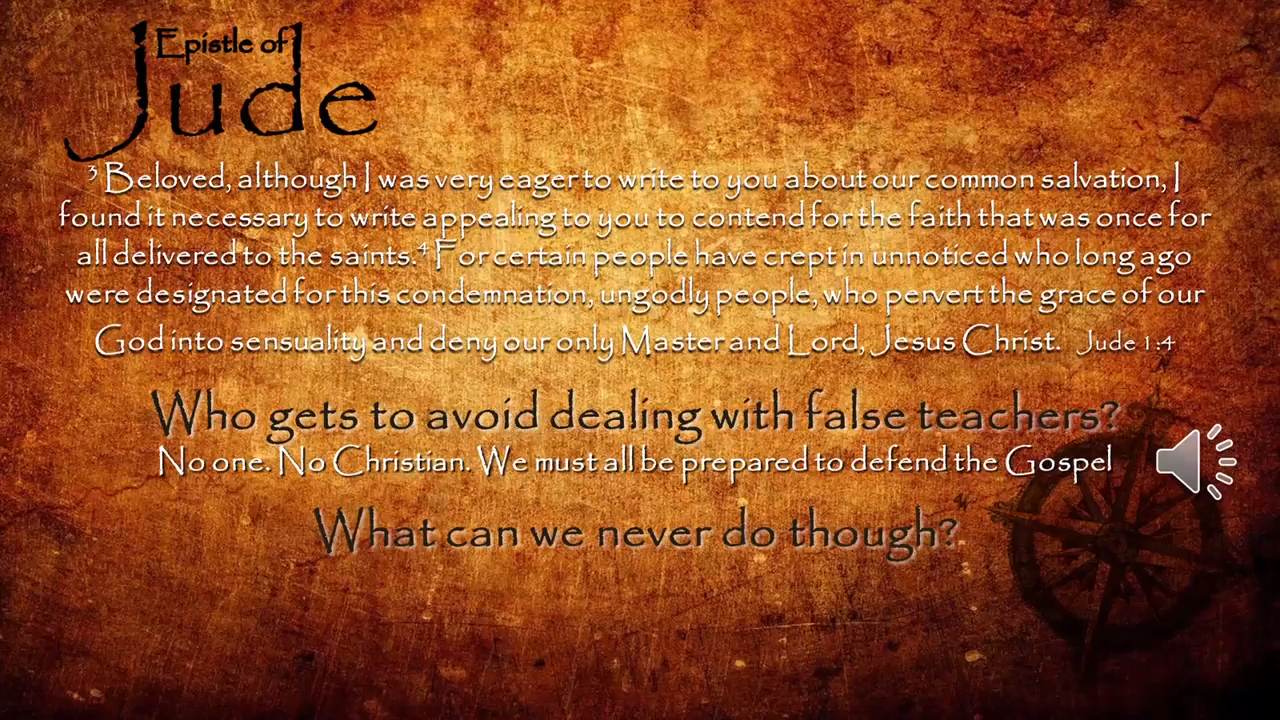 Epistle of
Jude
³ Beloved, although I was very eager to write to you about our common salvation, I
found it necessary to write appealing to you to contend for the faith that was once for
all delivered to the saints.⁴ For certain people have crept in unnoticed who long ago
were designated for this condemnation, ungodly people, who pervert the grace of our
God into sensuality and deny our only Master and Lord, Jesus Christ. Jude 1:4
Who gets to avoid dealing with false teachers?
No one. No Christian. We must all be prepared to defend the Gospel
What can we never do though?